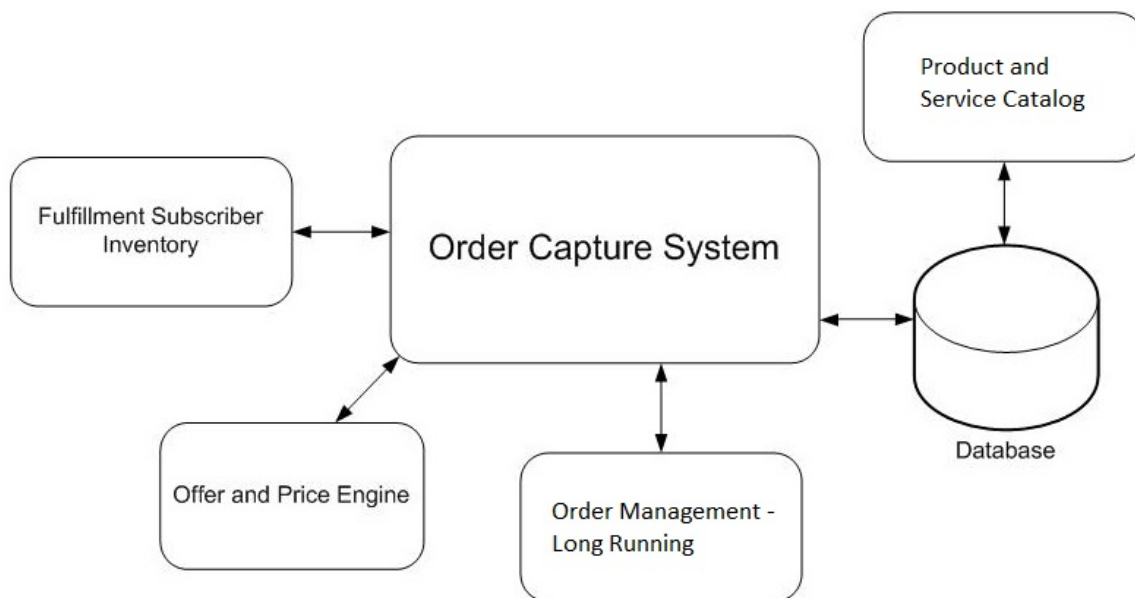 Product and
Service Catalog
Fulfillment Subscriber
Inventory
Order Capture System
Database
Offer and Price Engine
Order Management -
Long Running